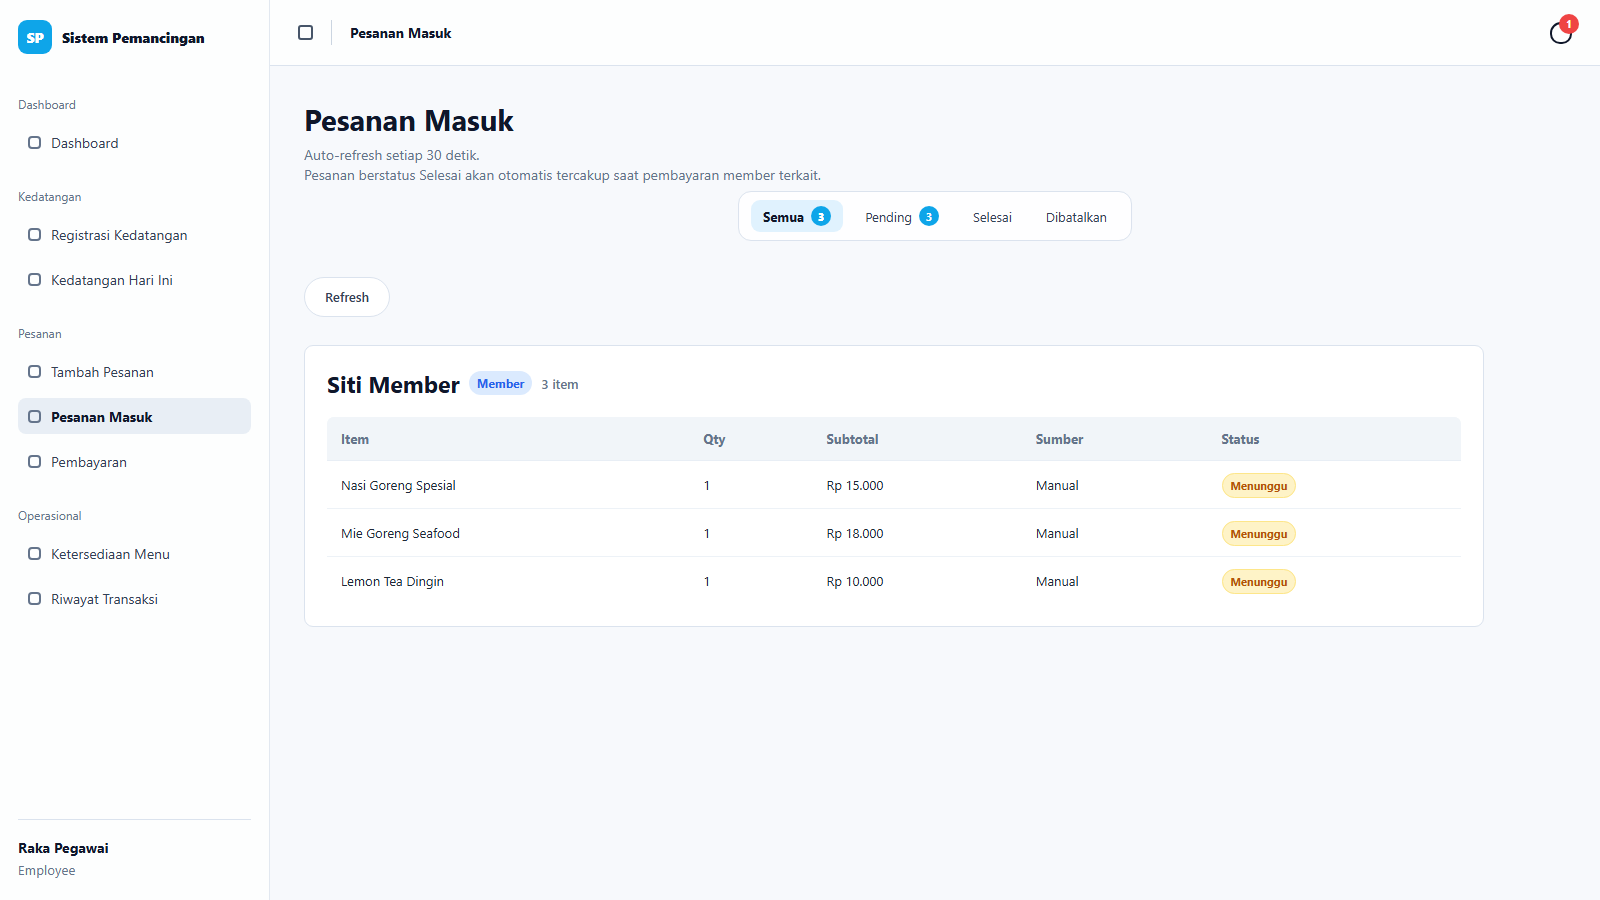 SP Sistem Pemancingan
Dashboard
Dashboard
Kedatangan
Registrasi Kedatangan
Kedatangan Hari Ini
Pesanan
Tambah Pesanan
Pesanan Masuk
Pembayaran
Operasional
Ketersediaan Menu
Riwayat Transaksi
Raka Pegawai
Employee
Pesanan Masuk
1
Pesanan Masuk
Auto-refresh setiap 30 detik.
Pesanan berstatus Selesai akan otomatis tercakup saat pembayaran member terkait.
Semua 3 Pending 3 Selesai Dibatalkan
Refresh
Siti Member Member 3 item
Item Qty Subtotal Sumber Status
Nasi Goreng Spesial 1 Rp 15.000 Manual Menunggu
Mie Goreng Seafood 1 Rp 18.000 Manual Menunggu
Lemon Tea Dingin 1 Rp 10.000 Manual Menunggu